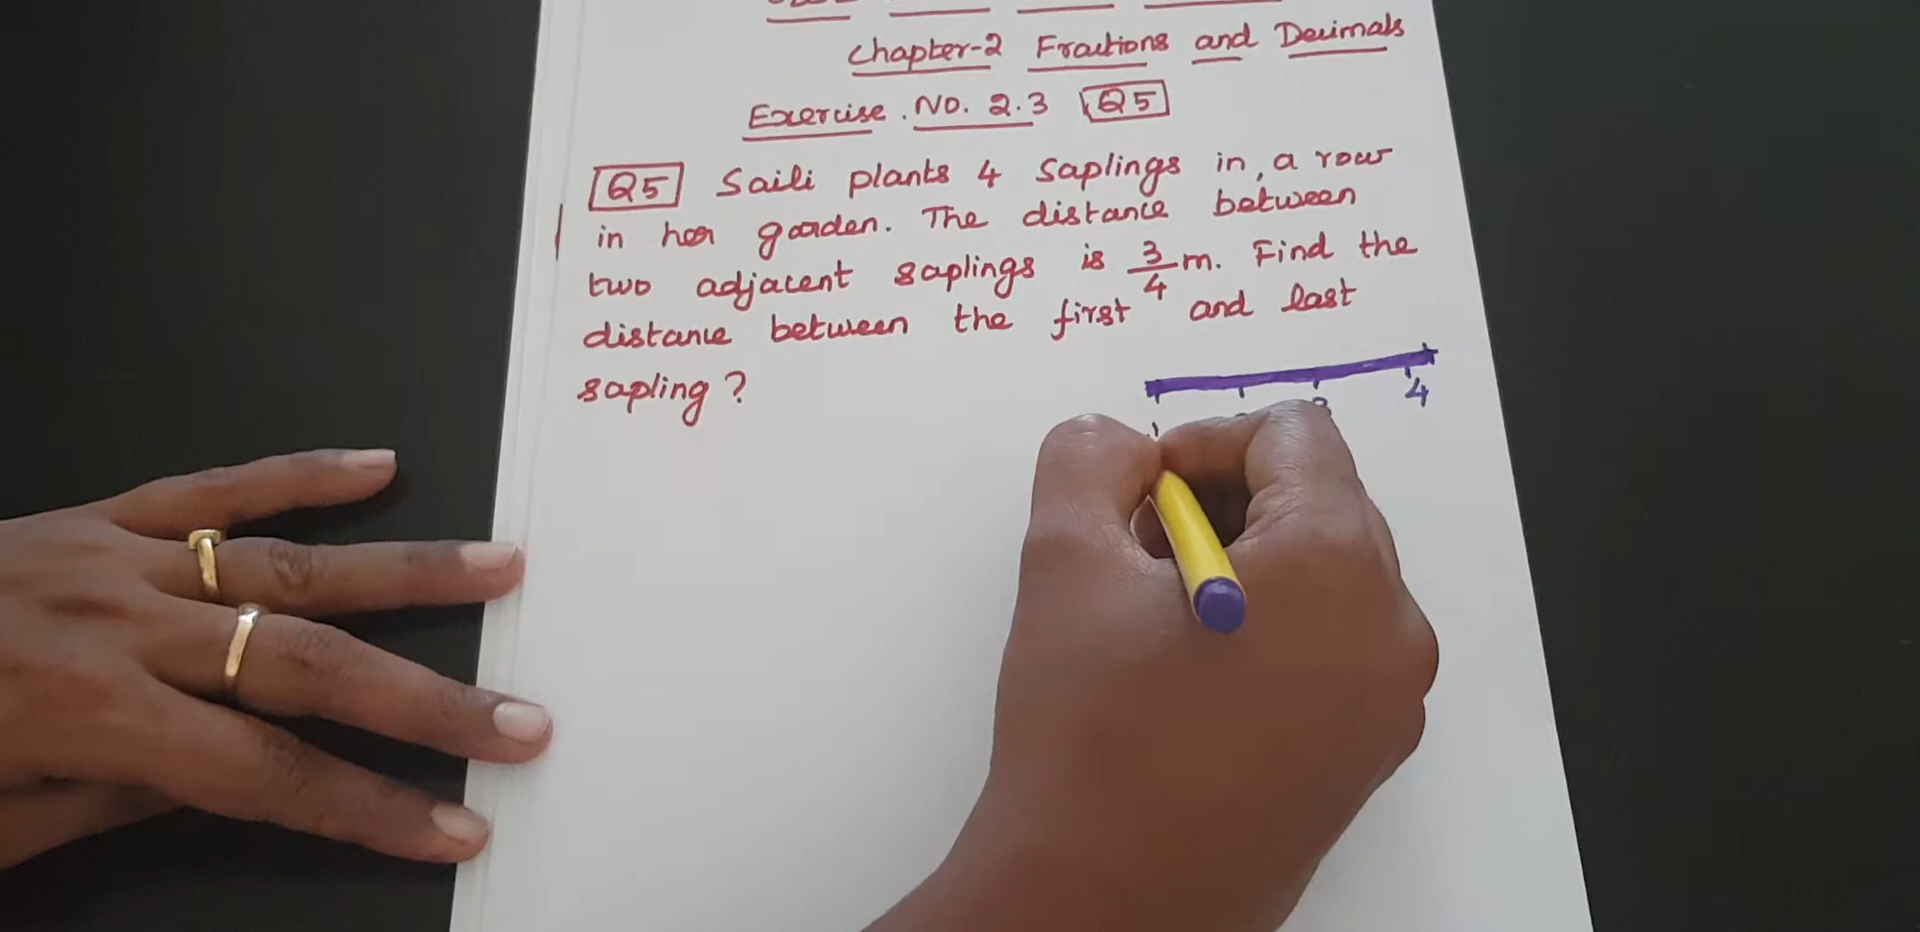 Chapter-2 Fractions and Decimals
Exercise. No. 2.3 Q5
Q5 Saili plants 4 Saplings in, a row
in her garden. The distance between
two adjacent saplings is 3/4 m. Find the
distance between the first and last
sapling?
4